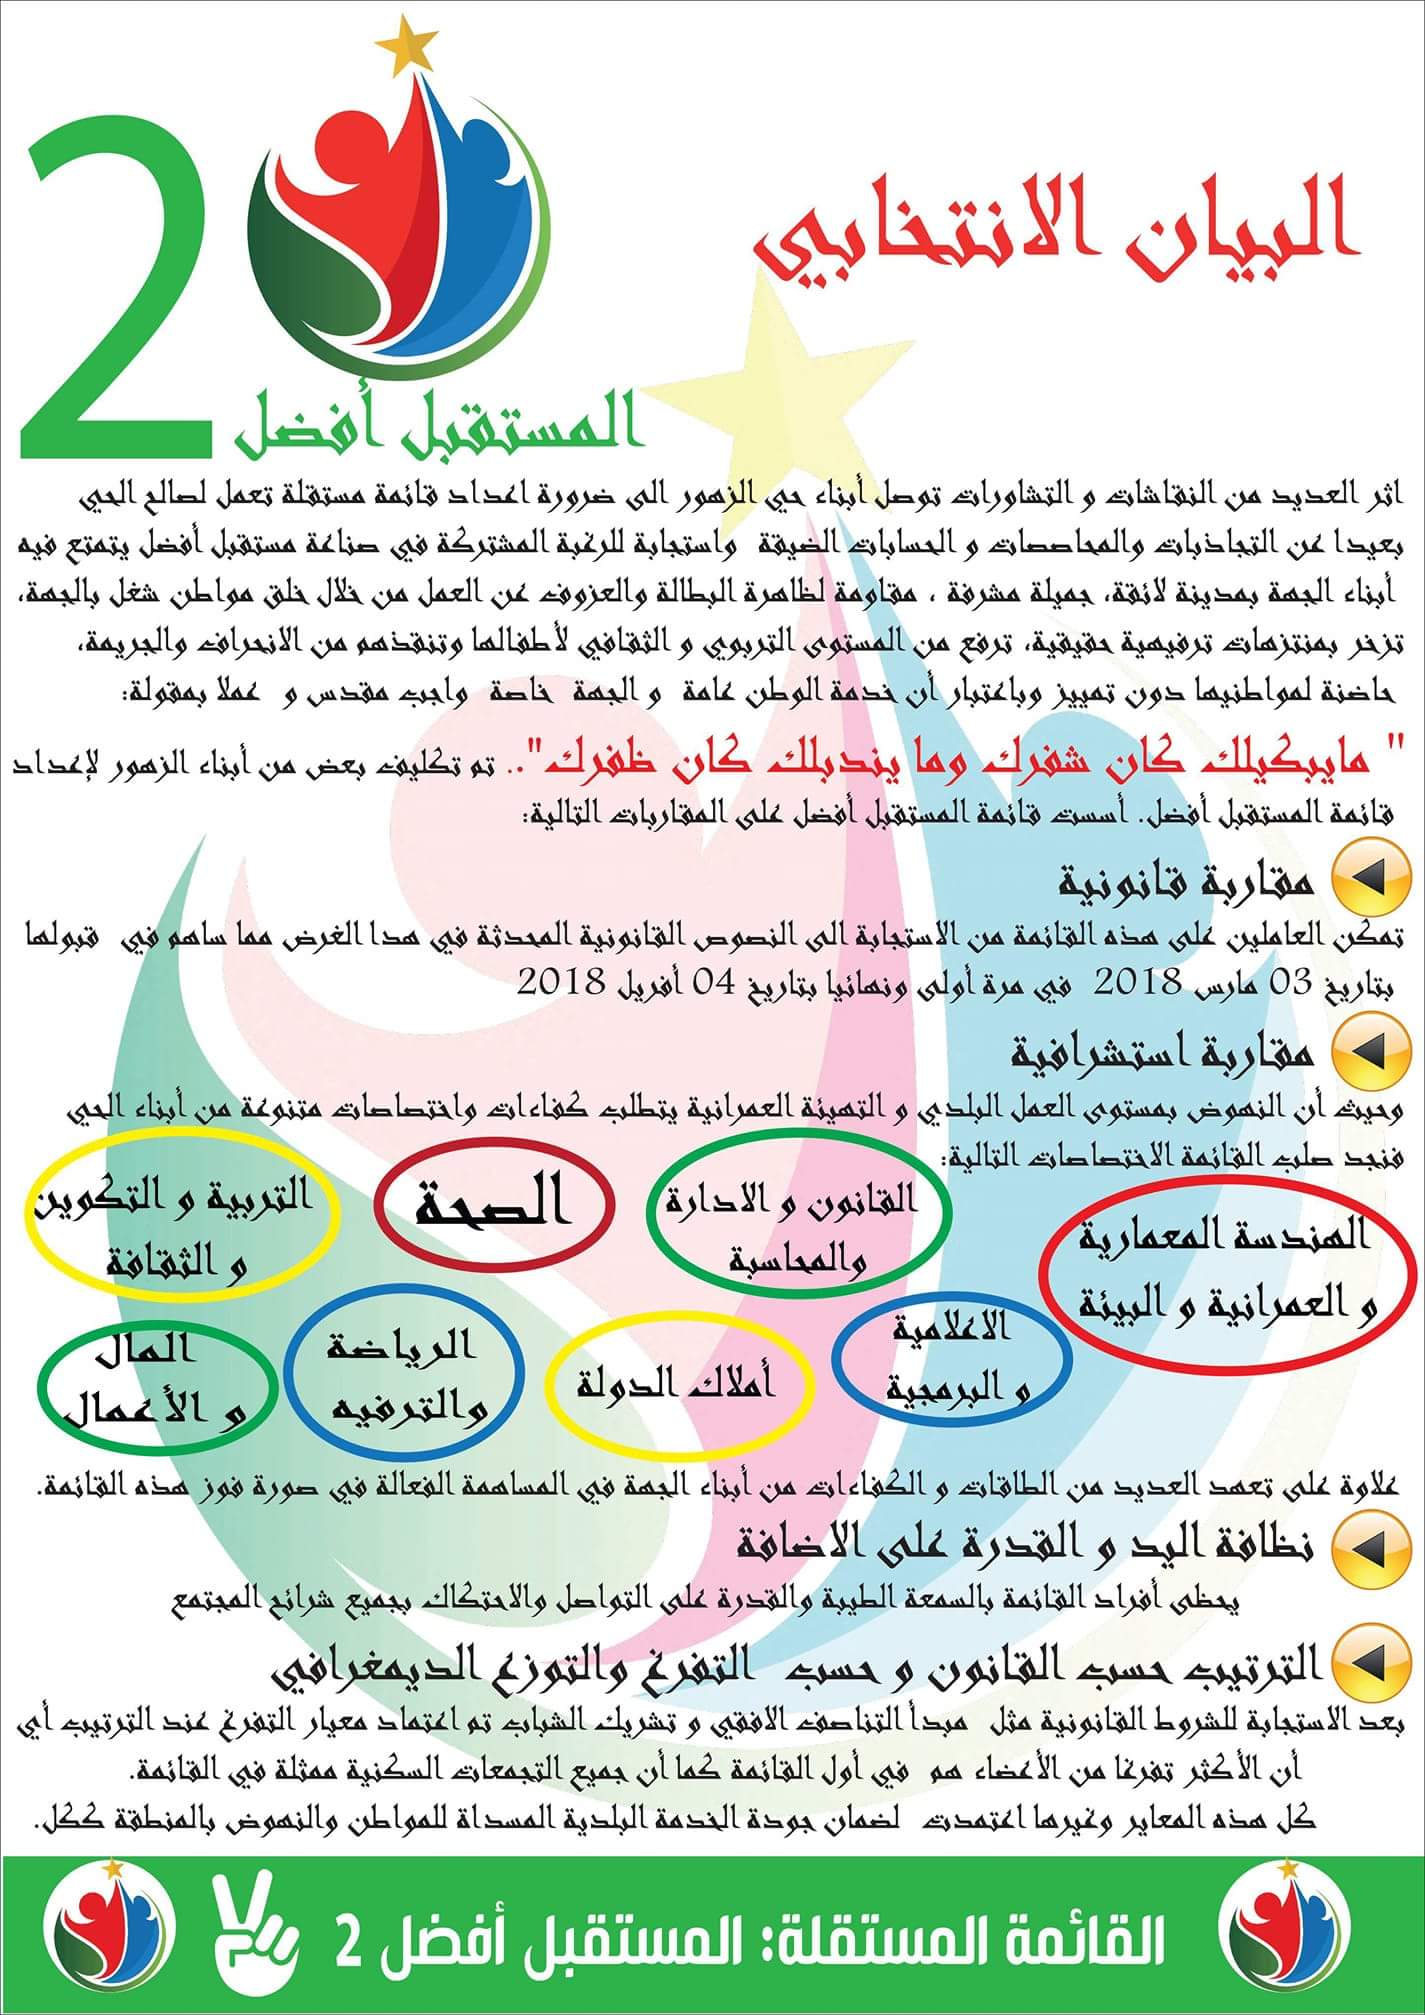 البيان الانتخابي
2
المستقبل أفضل
اثر العديد من النقاشات و التشاورات توصل أبناء حي الزهور الى ضرورة اعداد قائمة مستقلة تعمل لصالح الحي
بعيدا عن التجاذبات والمحاصصات و الحسابات الضيقة واستجابة للرغبة المشتركة في صناعة مستقبل أفضل يتمتع فيه
أبناء الجهة بمدينة لائقة، جميلة مشرفة ، مقاومة لظاهرة البطالة والعزوف عن العمل من خلال خلق مواطن شغل بالجهة،
تزخر بمنتزهات ترفيهية حقيقية، ترفع من المستوى التربوي و الثقافي لأطفالها وتنقذهم من الانحراف والجريمة،
حاضنة لمواطنيها دون تمييز وباعتبار أن خدمة الوطن عامة و الجهة خاصة واجب مقدس و عملا بمقولة:
" مايبكيلك كان شفرك وما يندبلك كان ظفرك".. تم تكليف بعض من أبناء الزهور لإعداد
قائمة المستقبل أفضل. أسست قائمة المستقبل أفضل على المقاربات التالية:
مقاربة قانونية
تمكن العاملين على هذه القائمة من الاستجابة الى النصوص القانونية المحدثة في هدا الغرض مما ساهم في قبولها
بتاريخ 03 مارس 2018 في مرة أولى ونهائيا بتاريخ 04 أفريل 2018
مقاربة استشرافية
وحيث أن النهوض بمستوى العمل البلدي و التهيئة العمرانية يتطلب كفاءات واختصاصات متنوعة من أبناء الحي
فنجد صلب القائمة الاختصاصات التالية:
الهندسة المعمارية
و العمرانية و البيئة
القانون و الادارة
والمحاسبة
الصحة
التربية و التكوين
و الثقافة
الاعلامية
و البرمجية
أملاك الدولة
الرياضة
والترفيه
المال
و الأعمال
علاوة على تعهد العديد من الطاقات و الكفاءات من أبناء الجهة في المساهمة الفعالة في صورة فوز هذه القائمة.
نظافة اليد و القدرة على الاضافة
يحظى أفراد القائمة بالسمعة الطيبة والقدرة على التواصل والاحتكاك بجميع شرائح المجتمع
الترتيب حسب القانون و حسب التفرغ والتوزع الديمغرافي
بعد الاستجابة للشروط القانونية مثل مبدأ التناصف الافقي و تشريك الشباب تم اعتماد معيار التفرغ عند الترتيب أي
أن الأكثر تفرغا من الأعضاء هو في أول القائمة كما أن جميع التجمعات السكنية ممثلة في القائمة.
كل هذه المعاير وغيرها اعتمدت لضمان جودة الخدمة البلدية المسداة للمواطن والنهوض بالمنطقة ككل.
القائمة المستقلة: المستقبل أفضل 2